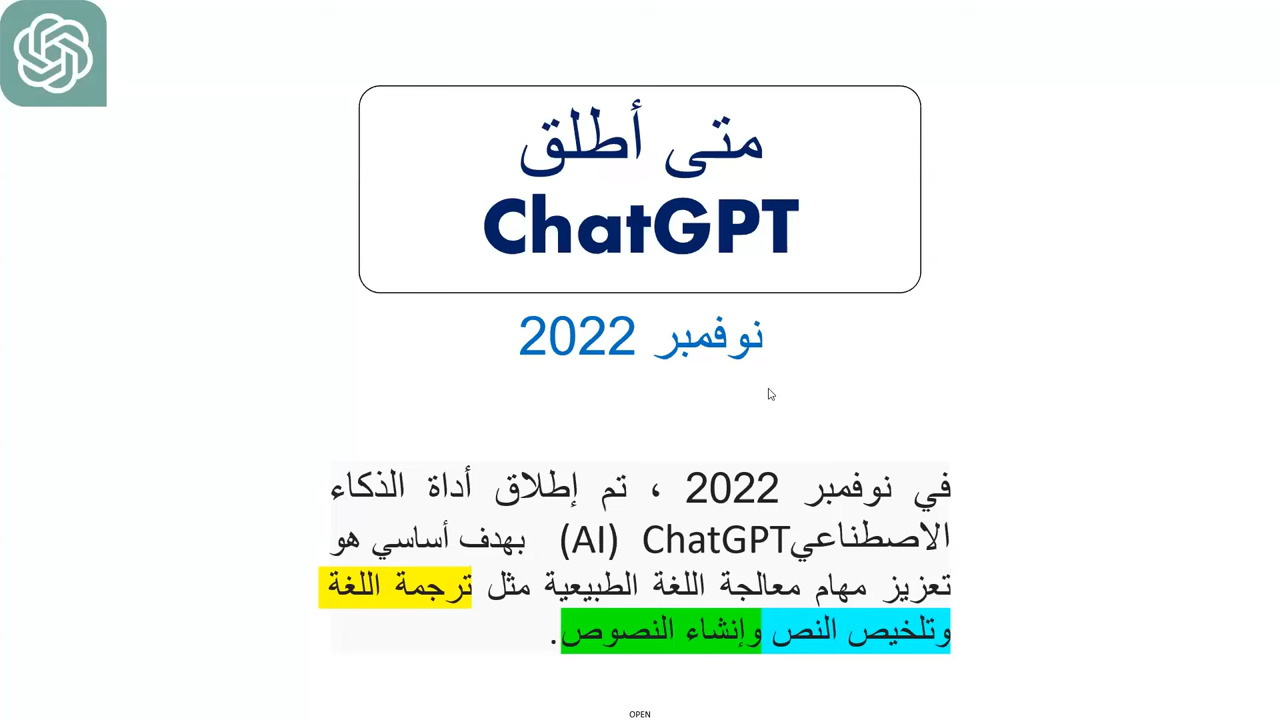 متى أطلق
ChatGPT
نوفمبر 2022
في نوفمبر 2022 ، تم إطلاق أداة الذكاء
الاصطناعيChatGPT (AI) بهدف أساسي هو
تعزيز مهام معالجة اللغة الطبيعية مثل ترجمة اللغة
وتلخيص النص وإنشاء النصوص.
OPEN